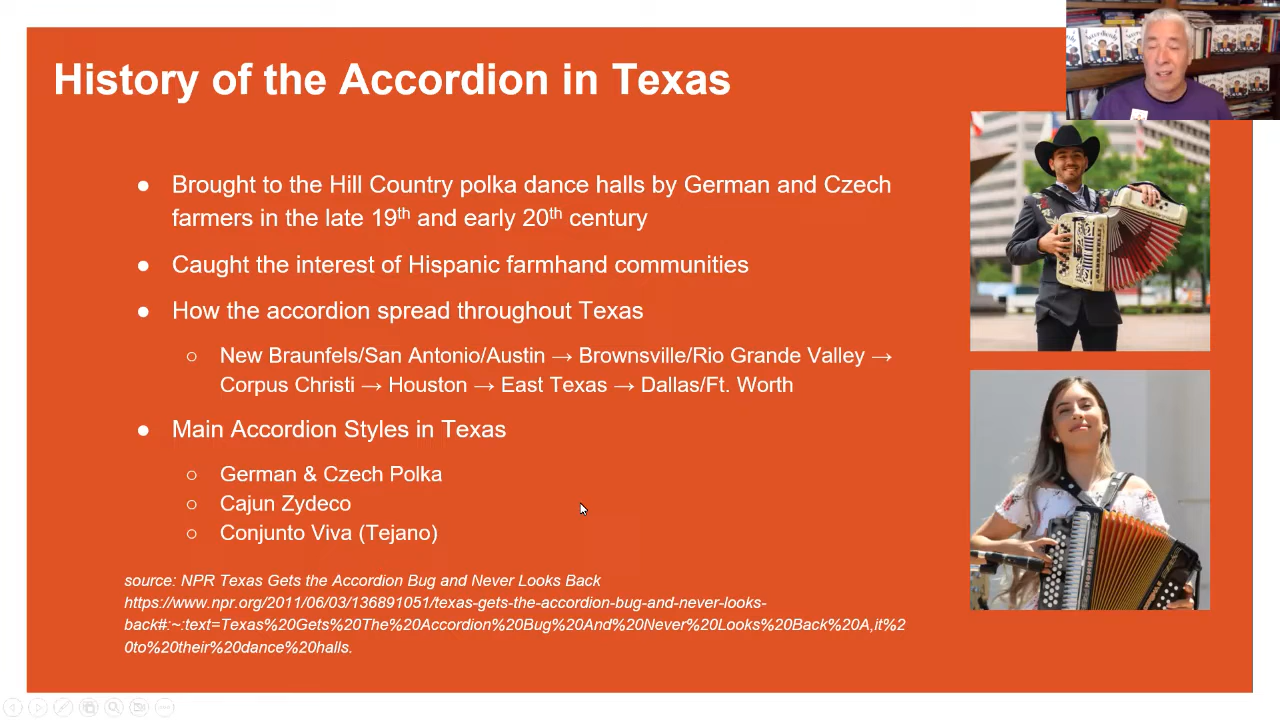 History of the Accordion in Texas
● Brought to the Hill Country polka dance halls by German and Czech
farmers in the late 19th and early 20th century
● Caught the interest of Hispanic farmhand communities
● How the accordion spread throughout Texas
○ New Braunfels/San Antonio/Austin → Brownsville/Rio Grande Valley →
Corpus Christi → Houston → East Texas → Dallas/Ft. Worth
● Main Accordion Styles in Texas
○ German & Czech Polka
○ Cajun Zydeco
○ Conjunto Viva (Tejano)
source: NPR Texas Gets the Accordion Bug and Never Looks Back
https://www.npr.org/2011/06/03/136891051/texas-gets-the-accordion-bug-and-never-looks-
back#:~:text=Texas%20Gets%20The%20Accordion%20Bug%20And%20Never%20Looks%20Back%20A,it%2
0to%20their%20dance%20halls.